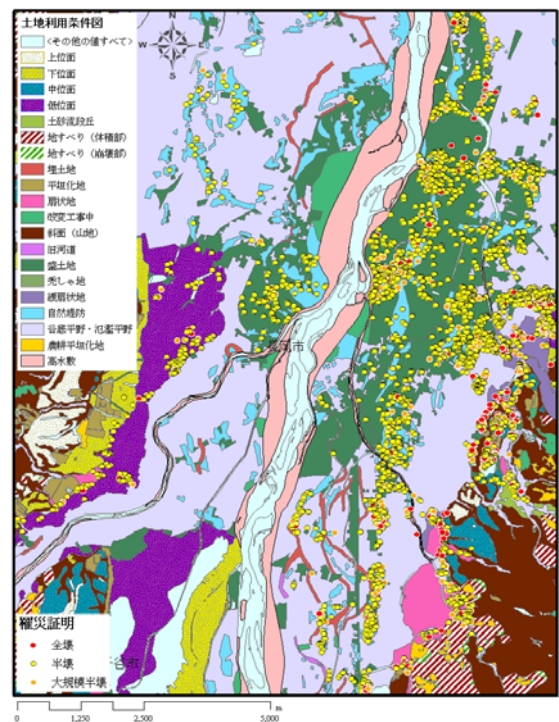 土地利用条件図
N
W
S
<その他の値すべて>
上位面
下位面
中位面
低位面
土砂流段丘
地すべり（体積部）
地すべり（崩壊部）
埋土地
平坦化地
扇状地
改変工事中
斜面（山地）
旧河道
盛土地
禿しゃ地
緩扇状地
自然堤防
谷底平野・氾濫平野
農耕平坦化地
高水敷
長岡市
罹災証明
全壊
半壊
大規模半壊
0 1,250 2,500 5,000 m